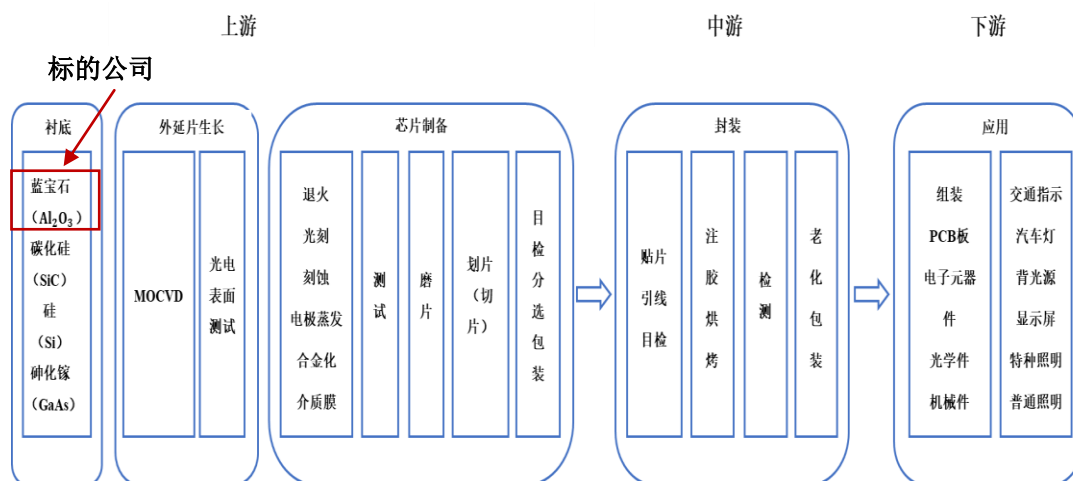 上游
中游
下游
标的公司
衬底
蓝宝石
（Al₂O₃）
碳化硅
（SiC）
硅
（Si）
砷化镓
（GaAs）
外延片生长
MOCVD
光电
表面
测试
芯片制备
退火
光刻
刻蚀
电极蒸发
合金化
介质膜
测
试
磨
片
划片
（切
片）
目
检
分
选
包
装
封装
贴片
引线
目检
注
胶
烘
烤
检
测
老
化
包
装
应用
组装
PCB板
电子元器
件
光学件
机械件
交通指示
汽车灯
背光源
显示屏
特种照明
普通照明